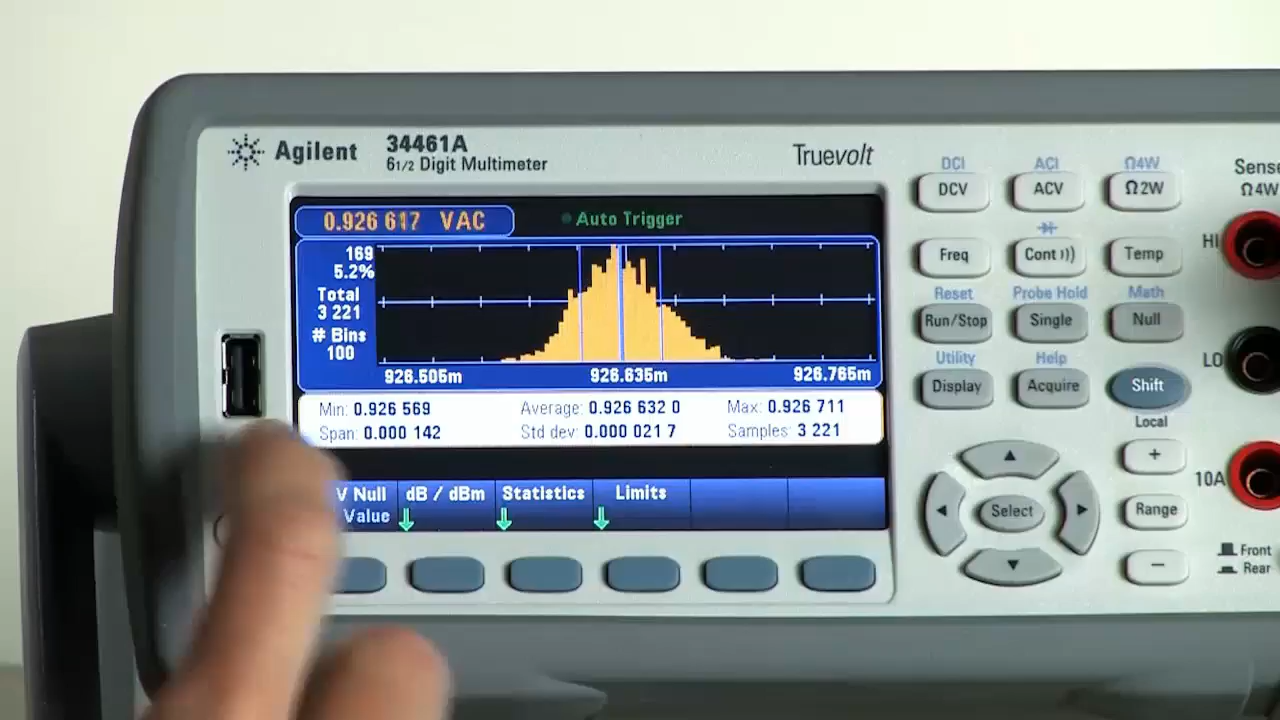 Agilent
34461A
6 1/2 Digit Multimeter
Truevolt
0.926 617 VAC
Auto Trigger
169
5.2%
Total
3 221
# Bins
100
926.505m
926.635m
926.765m
Min: 0.926 569
Average: 0.926 632 0
Max: 0.926 711
Span: 0.000 142
Std dev: 0.000 021 7
Samples: 3 221
V Null
Value
dB / dBm
Statistics
Limits
DCI
ACI
Ω4W
DCV
ACV
Ω2W
Freq
Cont )))
Temp
Reset
Probe Hold
Math
Run/Stop
Single
Null
Utility
Help
Display
Acquire
Shift
Local
+
Select
Range
−
Sense
Ω4W
HI
LO
10A
Front
Rear